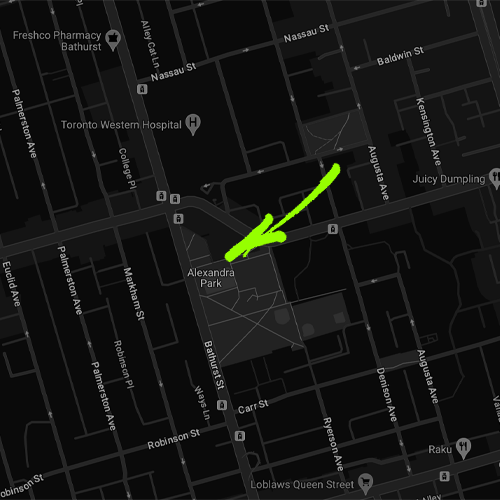 Freshco Pharmacy
Bathurst
Alley Cat Ln
Nassau St
Nassau St
Baldwin St
Palmerston Ave
Toronto Western Hospital
Kensington Ave
College Pl
Augusta Ave
Juicy Dumpling
Euclid Ave
Palmerston Ave
Markham St
Alexandra
Park
Robinson Pl
Palmerston Ave
Bathurst St
Ways Ln
Carr St
Denison Ave
Augusta Ave
Robinson St
Robinson St
Ryerson Ave
Raku
Loblaws Queen Street